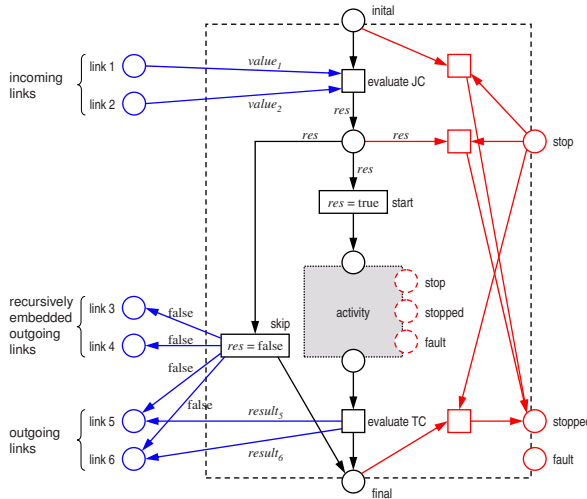 inital
incoming
links
link 1
link 2
value1
value2
evaluate JC
res
res
res
res
stop
res = true
start
stop
stopped
fault
activity
recursively
embedded
outgoing
links
link 3
link 4
false
false
false
false
skip
res = false
outgoing
links
link 5
link 6
result5
result6
evaluate TC
stopped
fault
final